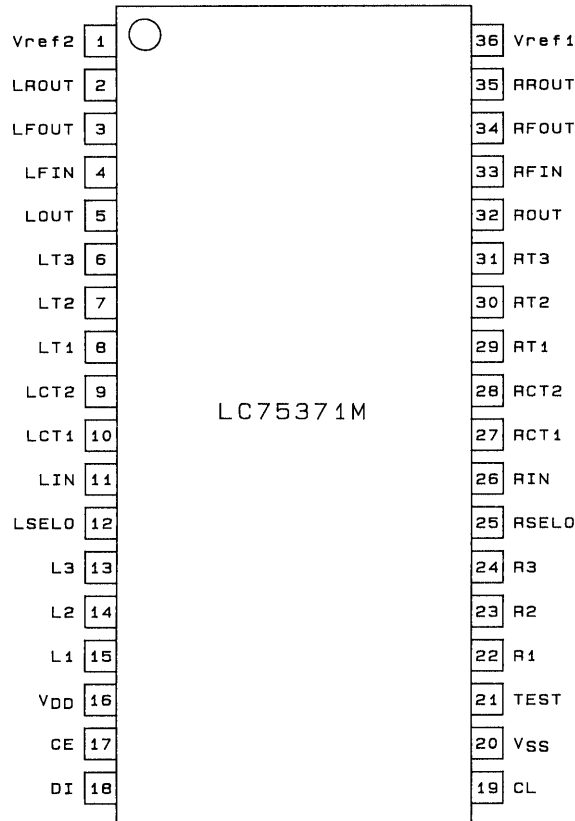 Vref2 1 36 Vref1
LROUT 2 35 RROUT
LFOUT 3 34 RFOUT
LFIN 4 33 RFIN
LOUT 5 32 ROUT
LT3 6 31 RT3
LT2 7 30 RT2
LT1 8 29 RT1
LCT2 9 28 RCT2
LC75371M
LCT1 10 27 RCT1
LIN 11 26 RIN
LSELO 12 25 RSELO
L3 13 24 R3
L2 14 23 R2
L1 15 22 R1
VDD 16 21 TEST
CE 17 20 VSS
DI 18 19 CL